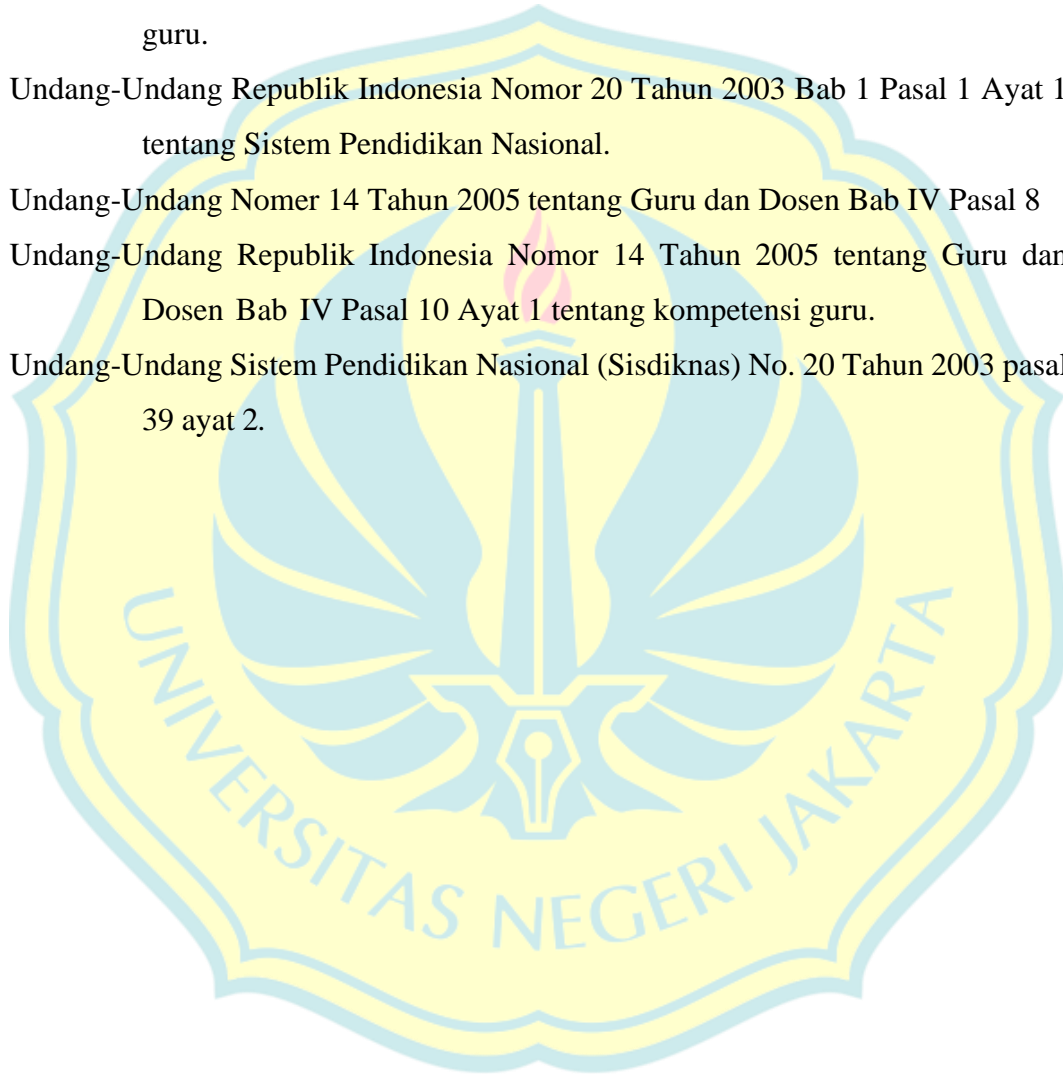 guru.
Undang-Undang Republik Indonesia Nomor 20 Tahun 2003 Bab 1 Pasal 1 Ayat 1
tentang Sistem Pendidikan Nasional.
Undang-Undang Nomer 14 Tahun 2005 tentang Guru dan Dosen Bab IV Pasal 8
Undang-Undang Republik Indonesia Nomor 14 Tahun 2005 tentang Guru dan
Dosen Bab IV Pasal 10 Ayat 1 tentang kompetensi guru.
Undang-Undang Sistem Pendidikan Nasional (Sisdiknas) No. 20 Tahun 2003 pasal
39 ayat 2.
UNIVERSITAS NEGERI JAKARTA